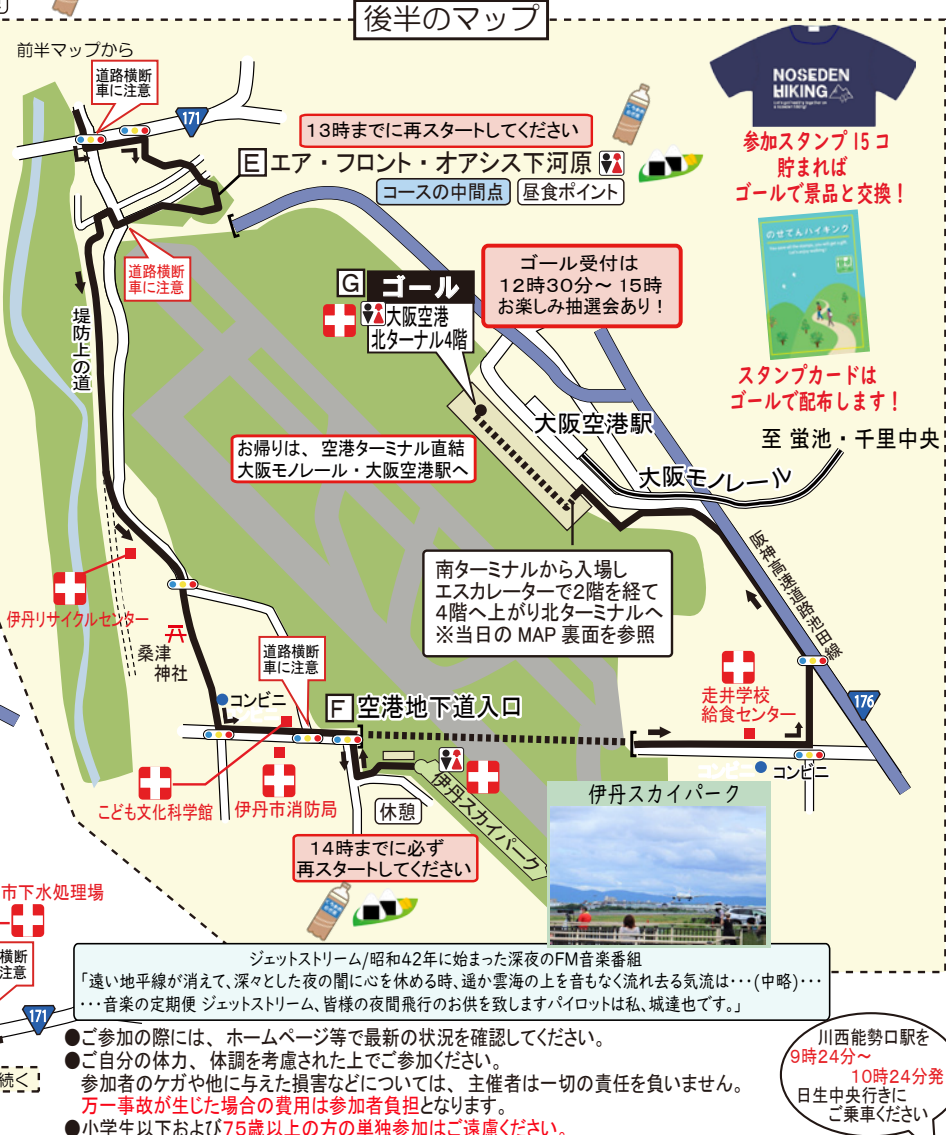 後半のマップ
前半マップから
道路横断
車に注意
171
13時までに再スタートしてください
E エア・フロント・オアシス下河原
コースの中間点 昼食ポイント
NOSEDEN
HIKING
参加スタンプ15コ
貯まれば
ゴールで景品と交換！
のせでんハイキング
スタンプカードは
ゴールで配布します！
道路横断
車に注意
堤防上の道
G ゴール
大阪空港
北ターナル4階
ゴール受付は
12時30分～15時
お楽しみ抽選会あり！
お帰りは、空港ターミナル直結
大阪モノレール・大阪空港駅へ
大阪空港駅
至 蛍池・千里中央
大阪モノレール
阪神高速道路池田線
南ターミナルから入場し
エスカレーターで2階を経て
4階へ上がり北ターミナルへ
※当日の MAP 裏面を参照
伊丹リサイクルセンター
桑津
神社
道路横断
車に注意
コンビニ
F 空港地下道入口
走井学校
給食センター
176
コンビニ
こども文化科学館
伊丹市消防局
休憩
伊丹スカイパーク
14時までに必ず
再スタートしてください
伊丹スカイパーク
市下水処理場
横断
注意
171
続く
ジェットストリーム/昭和42年に始まった深夜のFM音楽番組
「遠い地平線が消えて、深々とした夜の闇に心を休める時、遥か雲海の上を音もなく流れ去る気流は・・・(中略)・・・
・・・音楽の定期便 ジェットストリーム、皆様の夜間飛行のお供を致しますパイロットは私、城達也です。」
●ご参加の際には、ホームページ等で最新の状況を確認してください。
●ご自分の体力、体調を考慮された上でご参加ください。
参加者のケガや他に与えた損害などについては、主催者は一切の責任を負いません。
万一事故が生じた場合の費用は参加者負担となります。
●小学生以下および75歳以上の方の単独参加はご遠慮ください。
川西能勢口駅を
9時24分～
10時24分発
日生中央行きに
ご乗車ください